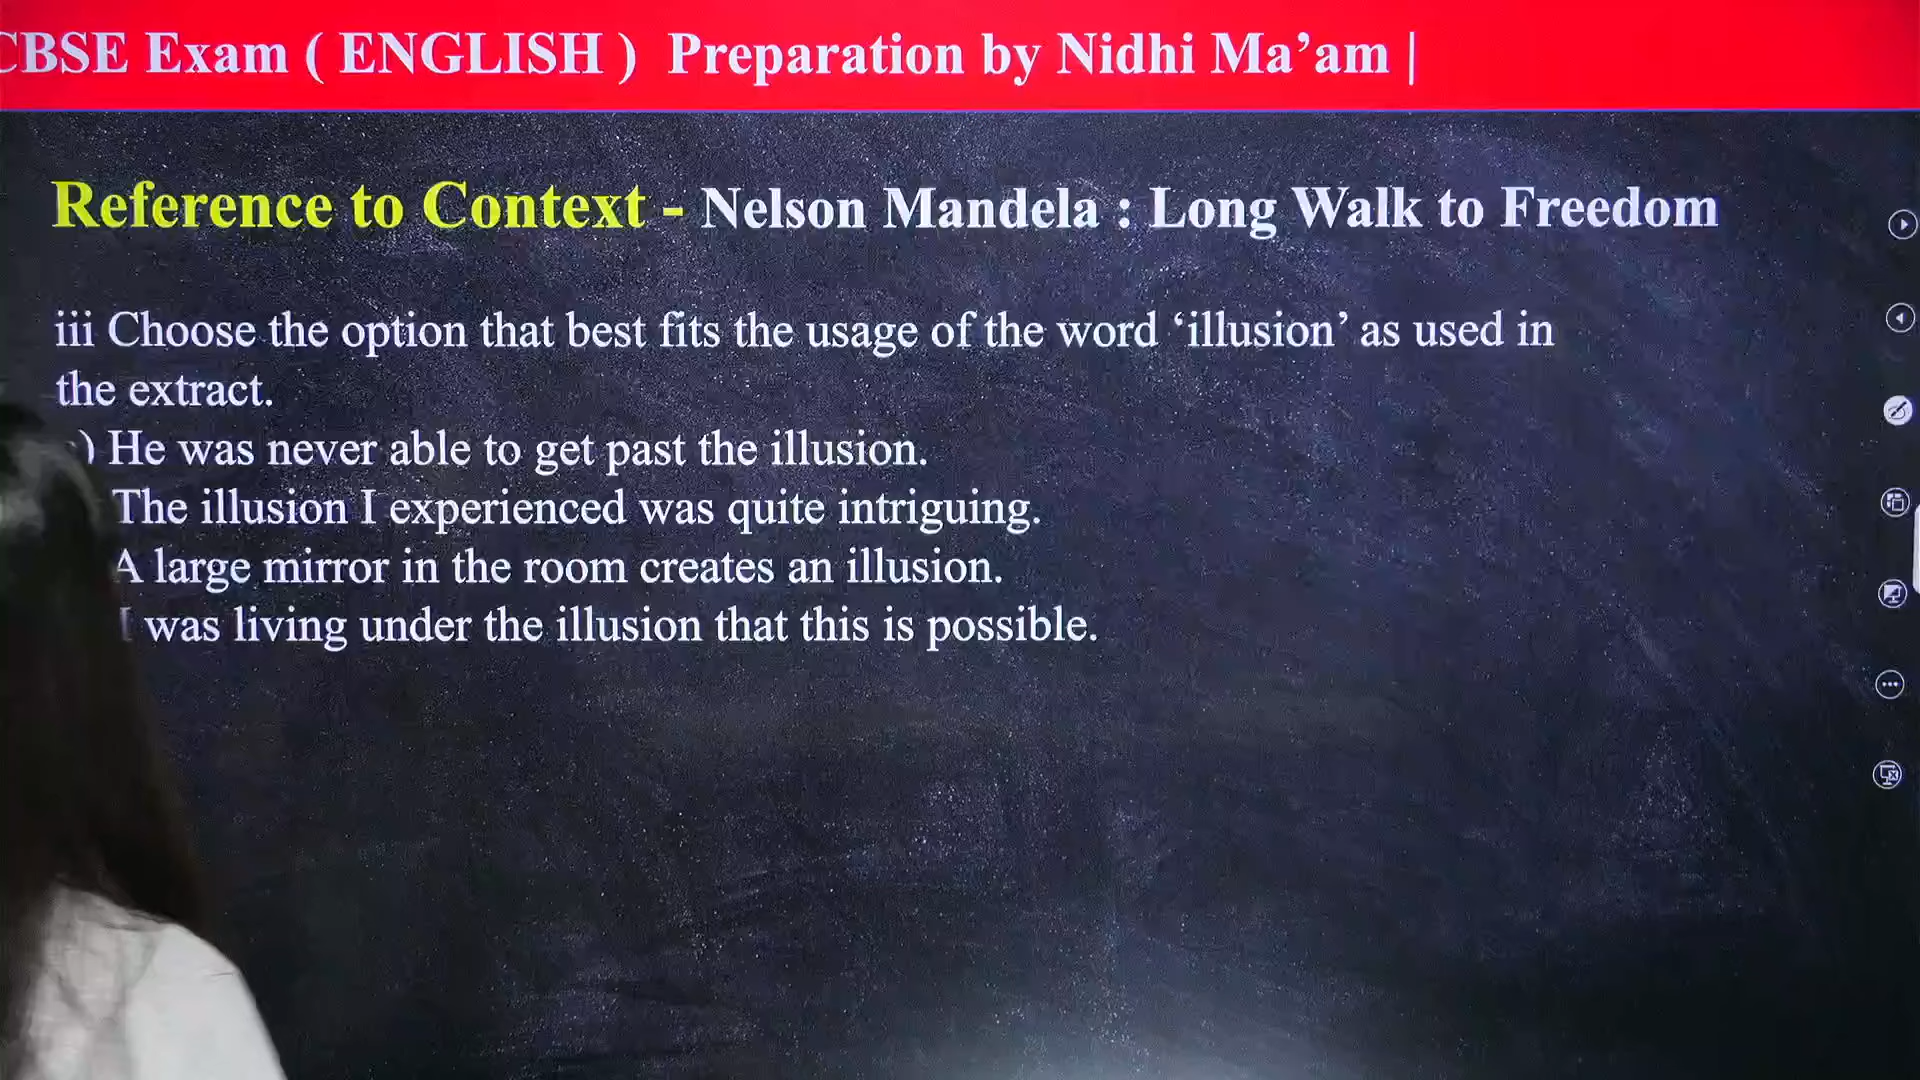 CBSE Exam ( ENGLISH ) Preparation by Nidhi Ma’am |
Reference to Context - Nelson Mandela : Long Walk to Freedom
iii Choose the option that best fits the usage of the word ‘illusion’ as used in
the extract.
) He was never able to get past the illusion.
The illusion I experienced was quite intriguing.
A large mirror in the room creates an illusion.
I was living under the illusion that this is possible.